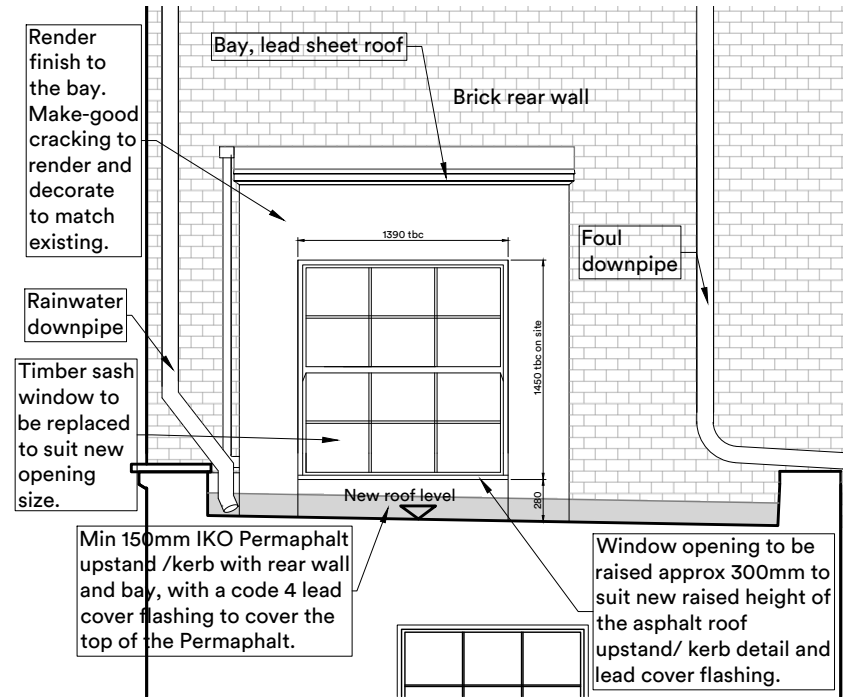 Render
finish to
the bay.
Make-good
cracking to
render and
decorate
to match
existing.
Bay, lead sheet roof
Brick rear wall
1390 tbc
Foul
downpipe
Rainwater
downpipe
1450 tbc on site
Timber sash
window to
be replaced
to suit new
opening
size.
New roof level
280
Min 150mm IKO Permaphalt
upstand /kerb with rear wall
and bay, with a code 4 lead
cover flashing to cover the
top of the Permaphalt.
Window opening to be
raised approx 300mm to
suit new raised height of
the asphalt roof
upstand/ kerb detail and
lead cover flashing.